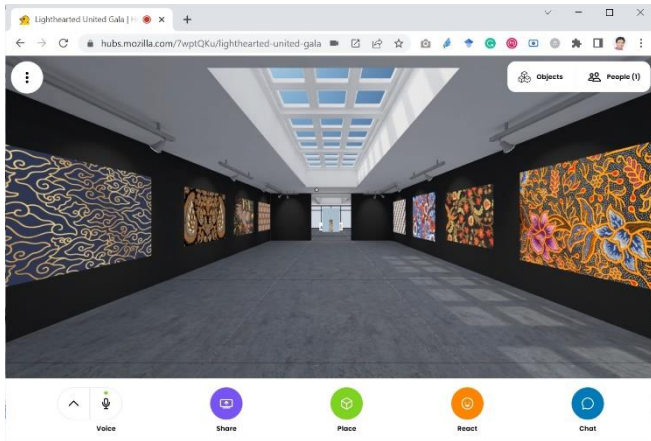 Lighthearted United Gala | H
hubs.mozilla.com/7wptQKu/lighthearted-united-gala
Objects
People (1)
Voice
Share
Place
React
Chat